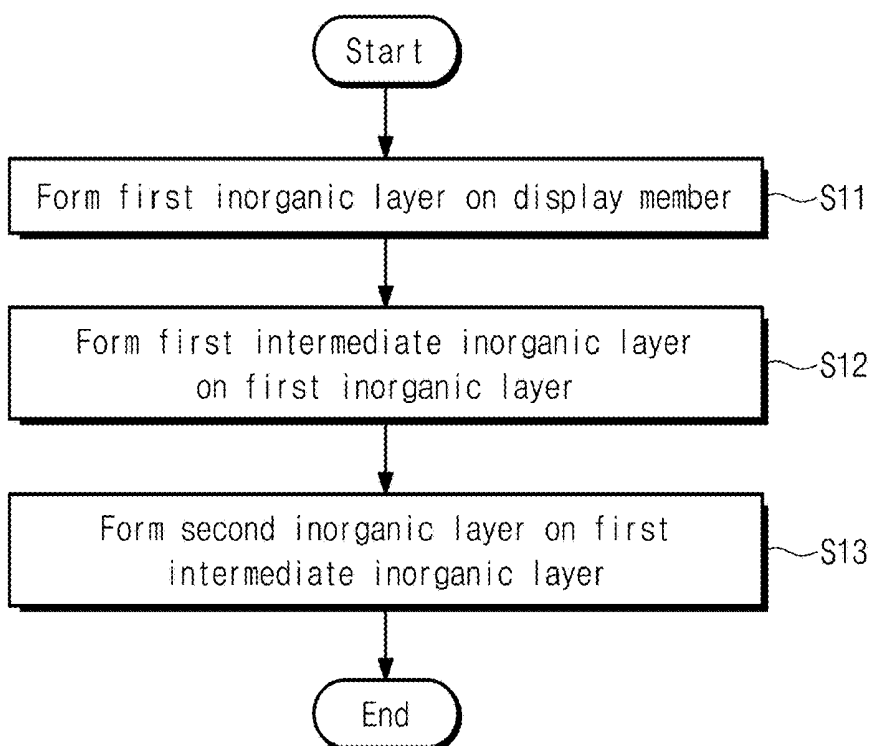 Start
Form first inorganic layer on display member
S11
Form first intermediate inorganic layer
on first inorganic layer
S12
Form second inorganic layer on first
intermediate inorganic layer
S13
End